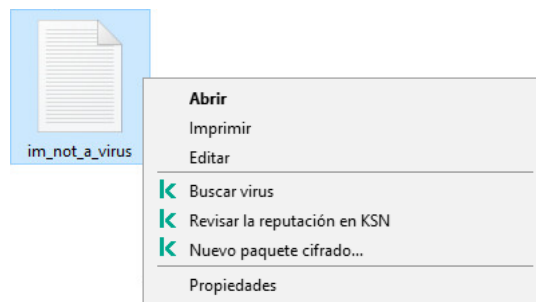 im_not_a_virus
Abrir
Imprimir
Editar
Buscar virus
Revisar la reputación en KSN
Nuevo paquete cifrado...
Propiedades